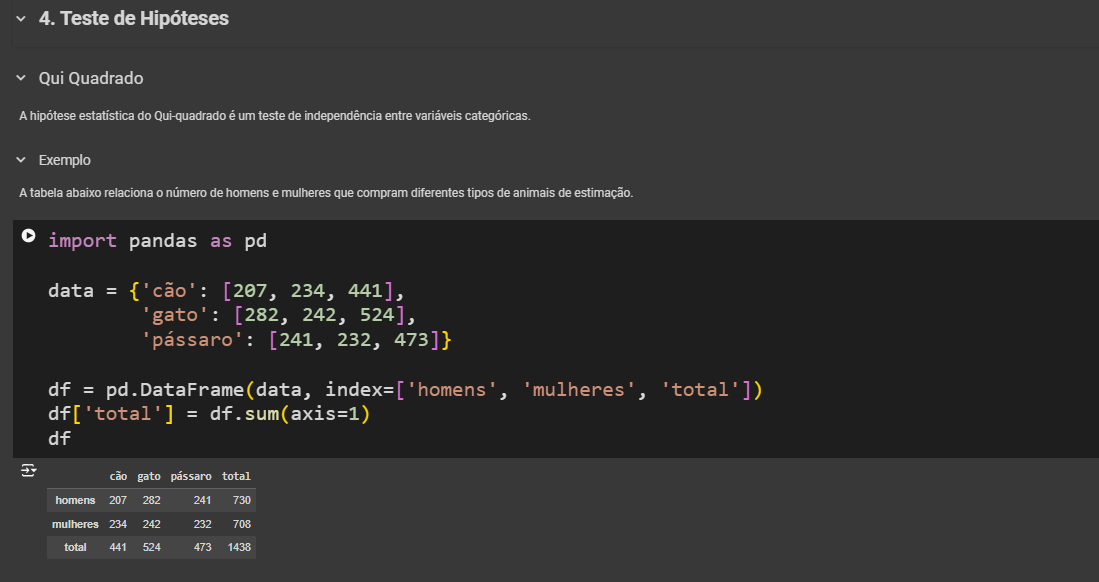 4. Teste de Hipóteses
Qui Quadrado
A hipótese estatística do Qui-quadrado é um teste de independência entre variáveis categóricas.
Exemplo
A tabela abaixo relaciona o número de homens e mulheres que compram diferentes tipos de animais de estimação.
import pandas as pd
data = {'cão': [207, 234, 441],
'gato': [282, 242, 524],
'pássaro': [241, 232, 473]}
df = pd.DataFrame(data, index=['homens', 'mulheres', 'total'])
df['total'] = df.sum(axis=1)
df
cão gato pássaro total
homens 207 282 241 730
mulheres 234 242 232 708
total 441 524 473 1438